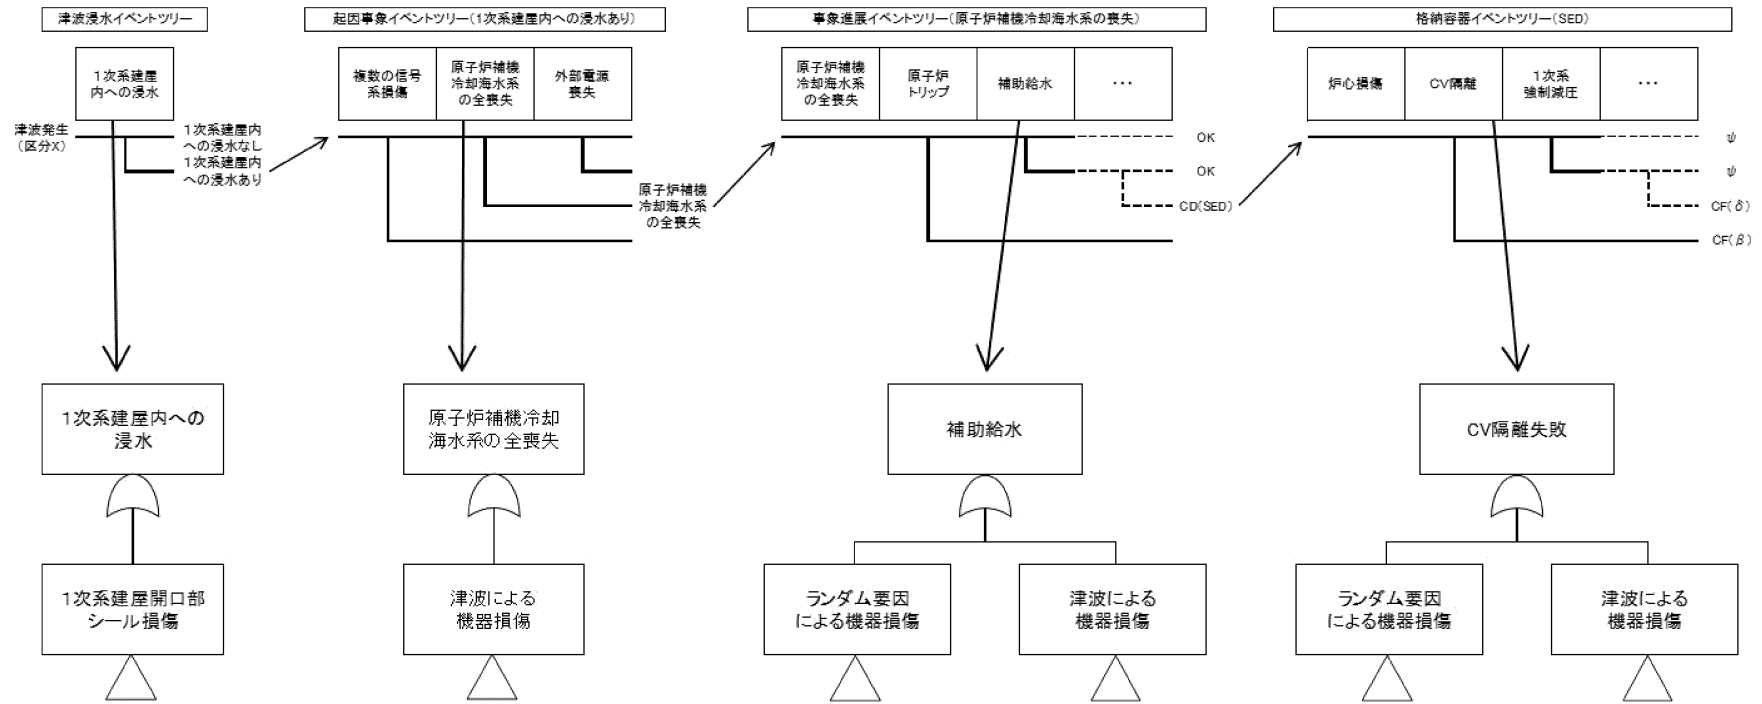 津波浸水イベントツリー
1次系建屋
内への浸水
津波発生
(区分X)
1次系建屋内
への浸水なし
1次系建屋内
への浸水あり
起因事象イベントツリー(1次系建屋内への浸水あり)
複数の信号
系損傷
原子炉補機
冷却海水系
の全喪失
外部電源
喪失
原子炉補機
冷却海水系
の全喪失
事象進展イベントツリー(原子炉補機冷却海水系の喪失)
原子炉補機
冷却海水系
の全喪失
原子炉
トリップ
補助給水
・・・
OK
OK
CD(SED)
格納容器イベントツリー(SED)
炉心損傷
CV隔離
1次系
強制減圧
・・・
ψ
ψ
CF(δ)
CF(β)
1次系建屋内への
浸水
1次系建屋開口部
シール損傷
原子炉補機冷却
海水系の全喪失
津波による
機器損傷
補助給水
ランダム要因
による機器損傷
津波による
機器損傷
CV隔離失敗
ランダム要因
による機器損傷
津波による
機器損傷